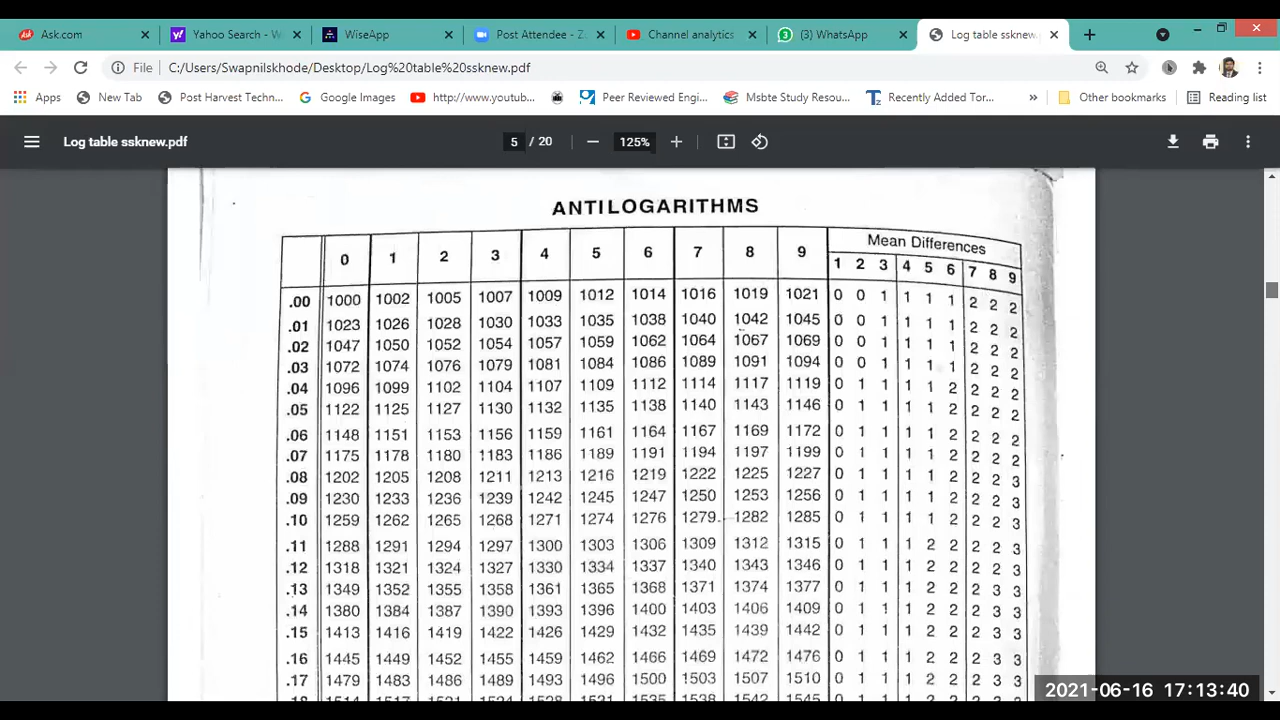 Ask.com Yahoo Search - W WiseApp Post Attendee - Z Channel analytics (3) WhatsApp Log table ssknew.p
File C:/Users/Swapnilskhode/Desktop/Log%20table%20ssknew.pdf
Apps New Tab Post Harvest Techn... Google Images http://www.youtub... Peer Reviewed Engi... Msbte Study Resou... Recently Added Tor... » Other bookmarks Reading list
Log table ssknew.pdf 5 / 20 125%
ANTILOGARITHMS
0 1 2 3 4 5 6 7 8 9 Mean Differences
1 2 3 4 5 6 7 8 9
.00 1000 1002 1005 1007 1009 1012 1014 1016 1019 1021 0 0 1 1 1 1 2 2 2
.01 1023 1026 1028 1030 1033 1035 1038 1040 1042 1045 0 0 1 1 1 1 2 2 2
.02 1047 1050 1052 1054 1057 1059 1062 1064 1067 1069 0 0 1 1 1 1 2 2 2
.03 1072 1074 1076 1079 1081 1084 1086 1089 1091 1094 0 0 1 1 1 1 2 2 2
.04 1096 1099 1102 1104 1107 1109 1112 1114 1117 1119 0 1 1 1 1 2 2 2 2
.05 1122 1125 1127 1130 1132 1135 1138 1140 1143 1146 0 1 1 1 1 2 2 2 2
.06 1148 1151 1153 1156 1159 1161 1164 1167 1169 1172 0 1 1 1 1 2 2 2 2
.07 1175 1178 1180 1183 1186 1189 1191 1194 1197 1199 0 1 1 1 1 2 2 2 2
.08 1202 1205 1208 1211 1213 1216 1219 1222 1225 1227 0 1 1 1 1 2 2 2 3
.09 1230 1233 1236 1239 1242 1245 1247 1250 1253 1256 0 1 1 1 1 2 2 2 3
.10 1259 1262 1265 1268 1271 1274 1276 1279 1282 1285 0 1 1 1 1 2 2 2 3
.11 1288 1291 1294 1297 1300 1303 1306 1309 1312 1315 0 1 1 1 2 2 2 2 3
.12 1318 1321 1324 1327 1330 1334 1337 1340 1343 1346 0 1 1 1 2 2 2 2 3
.13 1349 1352 1355 1358 1361 1365 1368 1371 1374 1377 0 1 1 1 2 2 2 3 3
.14 1380 1384 1387 1390 1393 1396 1400 1403 1406 1409 0 1 1 1 2 2 2 3 3
.15 1413 1416 1419 1422 1426 1429 1432 1435 1439 1442 0 1 1 1 2 2 2 3 3
.16 1445 1449 1452 1455 1459 1462 1466 1469 1472 1476 0 1 1 1 2 2 2 3 3
.17 1479 1483 1486 1489 1493 1496 1500 1503 1507 1510 0 1 1 1 2 2 2 3 3
2021-06-16 17:13:40